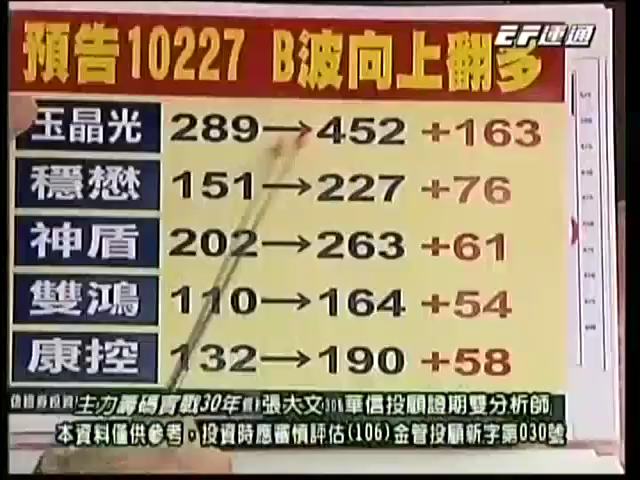 EF運通
預告10227 B波向上翻多
玉晶光 289→452 +163
穩懋 151→227 +76
神盾 202→263 +61
雙鴻 110→164 +54
康控 132→190 +58
主力籌碼實戰30年 張大文 華信投顧證期雙分析師
本資料僅供參考。投資時應審慎評估(106)金管投顧新字第030號